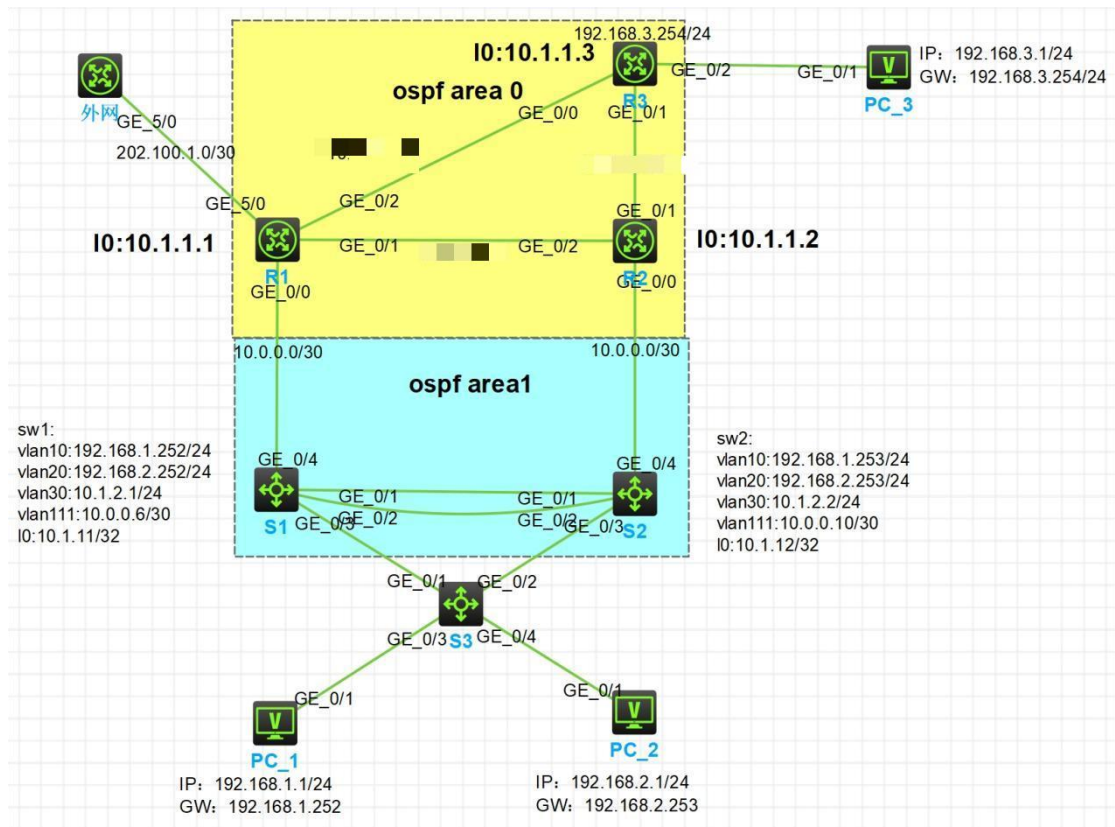 192.168.3.254/24
l0:10.1.1.3
GE_0/2
GE_0/1
IP：192.168.3.1/24
GW：192.168.3.254/24
PC_3
R3
ospf area 0
外网
GE_5/0
202.100.1.0/30
GE_0/0
GE_0/1
GE_5/0
GE_0/2
GE_0/1
l0:10.1.1.1
R1
GE_0/1
GE_0/2
R2
l0:10.1.1.2
GE_0/0
GE_0/0
10.0.0.0/30
10.0.0.0/30
ospf area1
sw1:
vlan10:192.168.1.252/24
vlan20:192.168.2.252/24
vlan30:10.1.2.1/24
vlan111:10.0.0.6/30
l0:10.1.11/32
GE_0/4
GE_0/4
GE_0/1
GE_0/1
GE_0/2
GE_0/2
GE_0/3
GE_0/3
S1
S2
sw2:
vlan10:192.168.1.253/24
vlan20:192.168.2.253/24
vlan30:10.1.2.2/24
vlan111:10.0.0.10/30
l0:10.1.12/32
GE_0/1
GE_0/2
GE_0/3
S3
GE_0/4
GE_0/1
GE_0/1
PC_1
PC_2
IP：192.168.1.1/24
GW：192.168.1.252
IP：192.168.2.1/24
GW：192.168.2.253